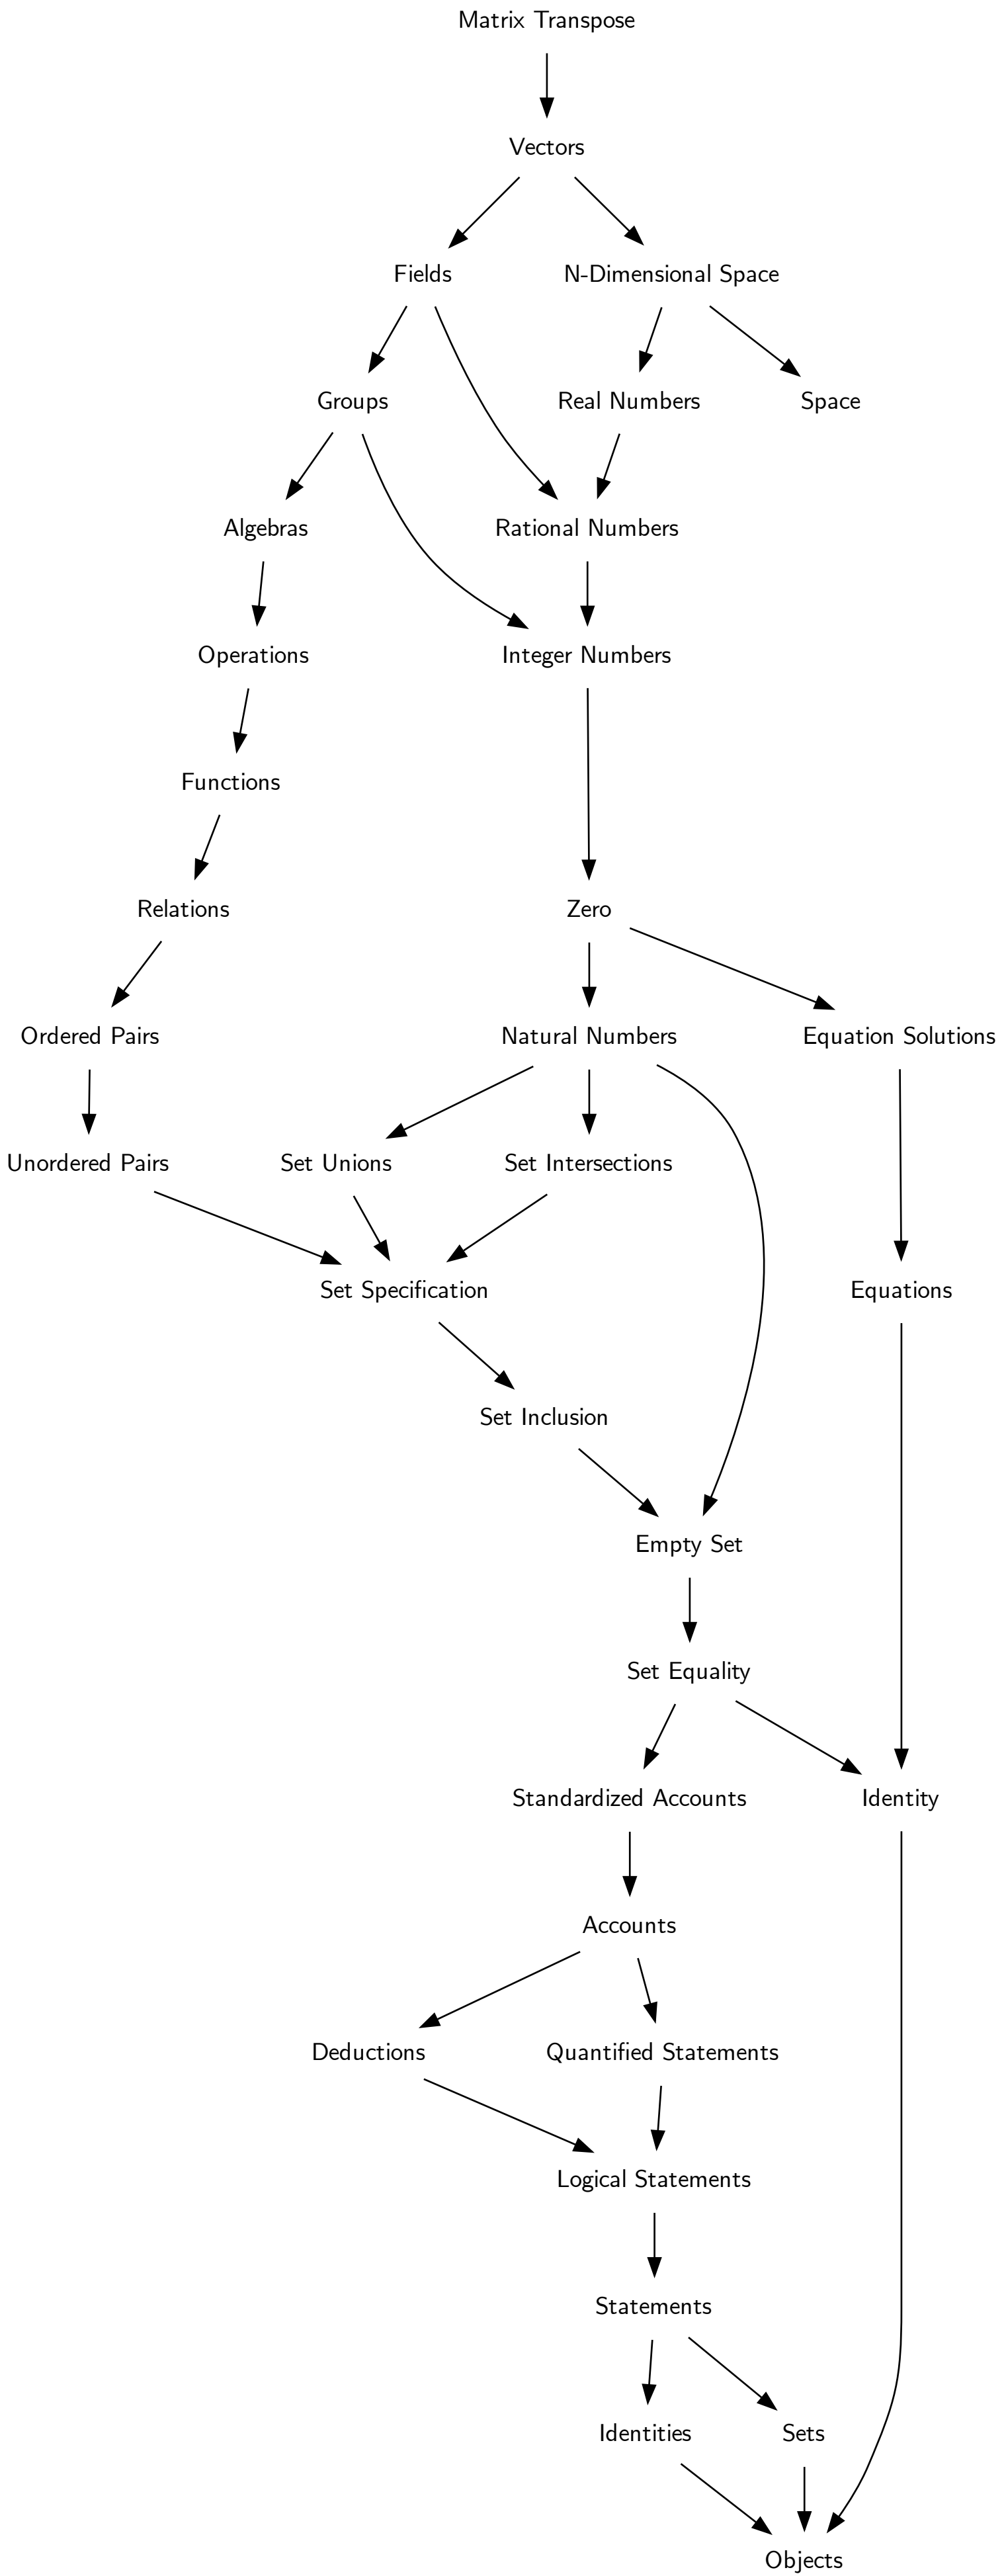 Matrix Transpose
Vectors
Fields
N-Dimensional Space
Groups
Real Numbers
Space
Algebras
Rational Numbers
Operations
Integer Numbers
Functions
Relations
Zero
Ordered Pairs
Natural Numbers
Equation Solutions
Unordered Pairs
Set Unions
Set Intersections
Set Specification
Equations
Set Inclusion
Empty Set
Set Equality
Standardized Accounts
Identity
Accounts
Deductions
Quantified Statements
Logical Statements
Statements
Identities
Sets
Objects